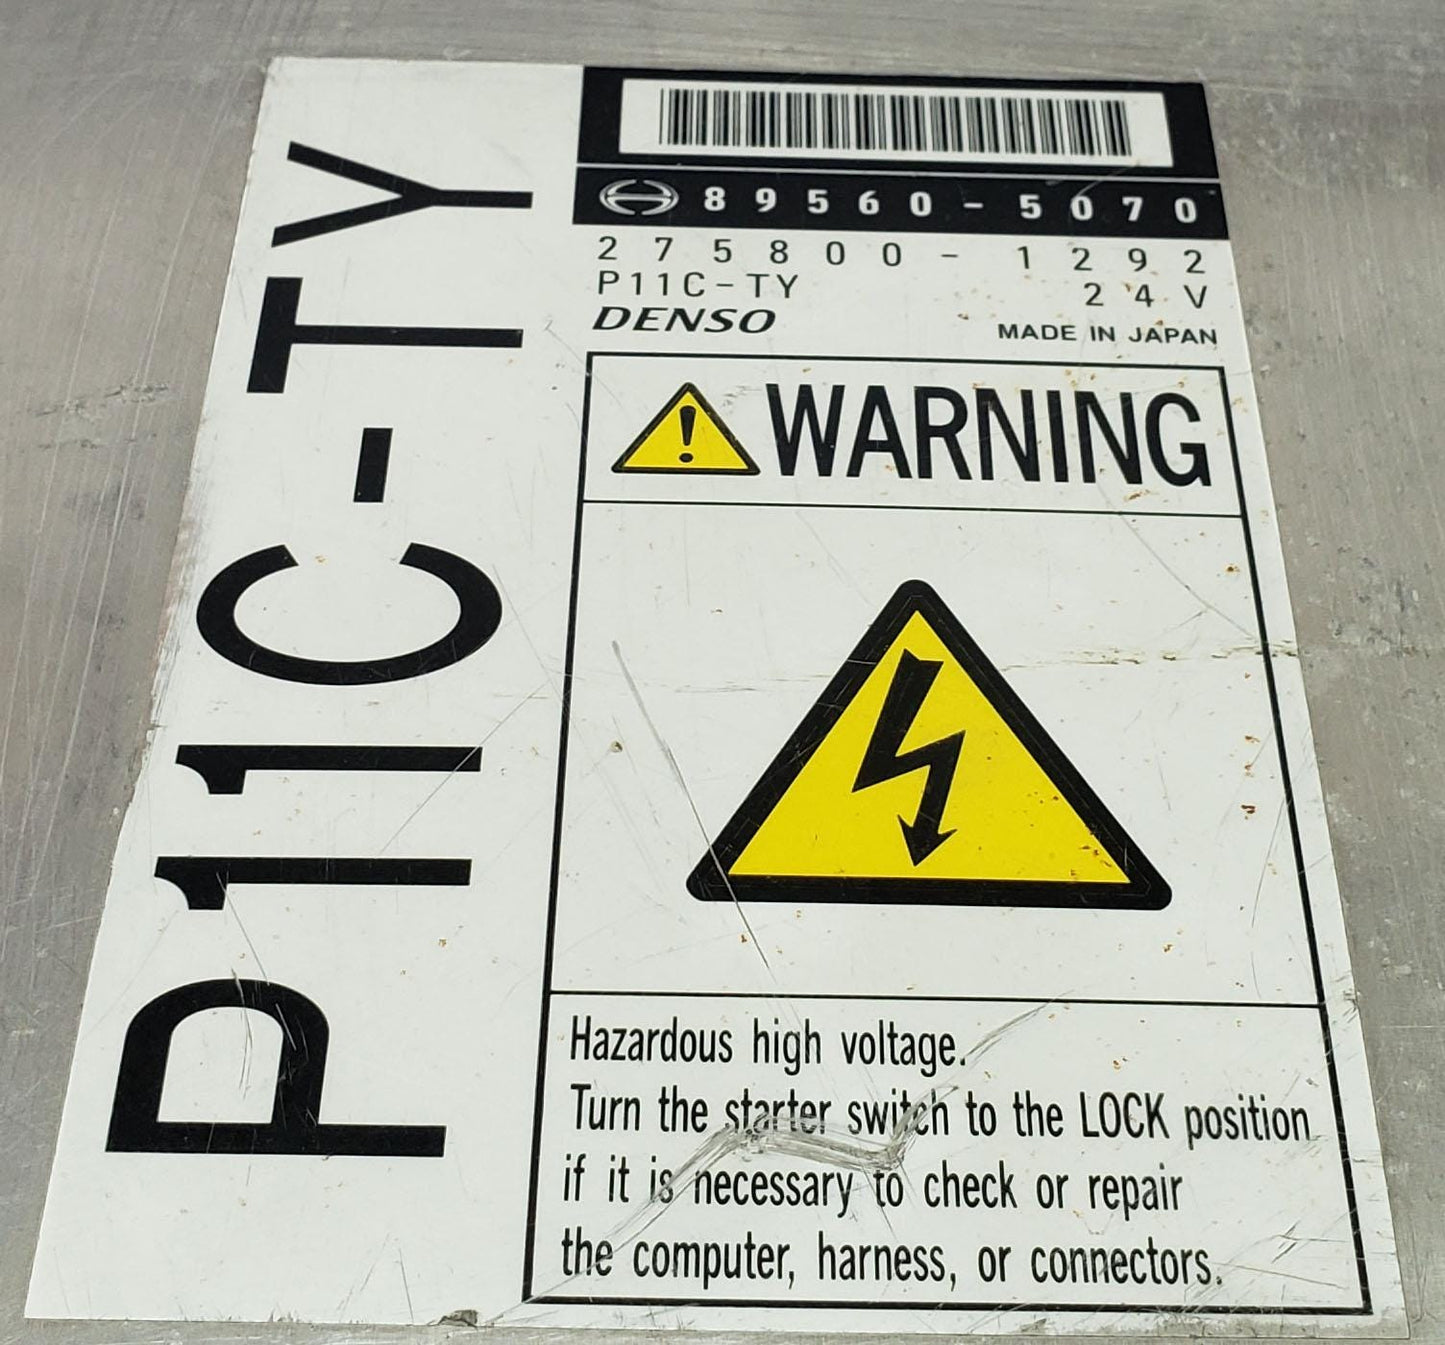 P11C-TY
89560-5070
275800-1292
P11C-TY 24V
DENSO MADE IN JAPAN
WARNING
Hazardous high voltage.
Turn the starter switch to the LOCK position
if it is necessary to check or repair
the computer, harness, or connectors.